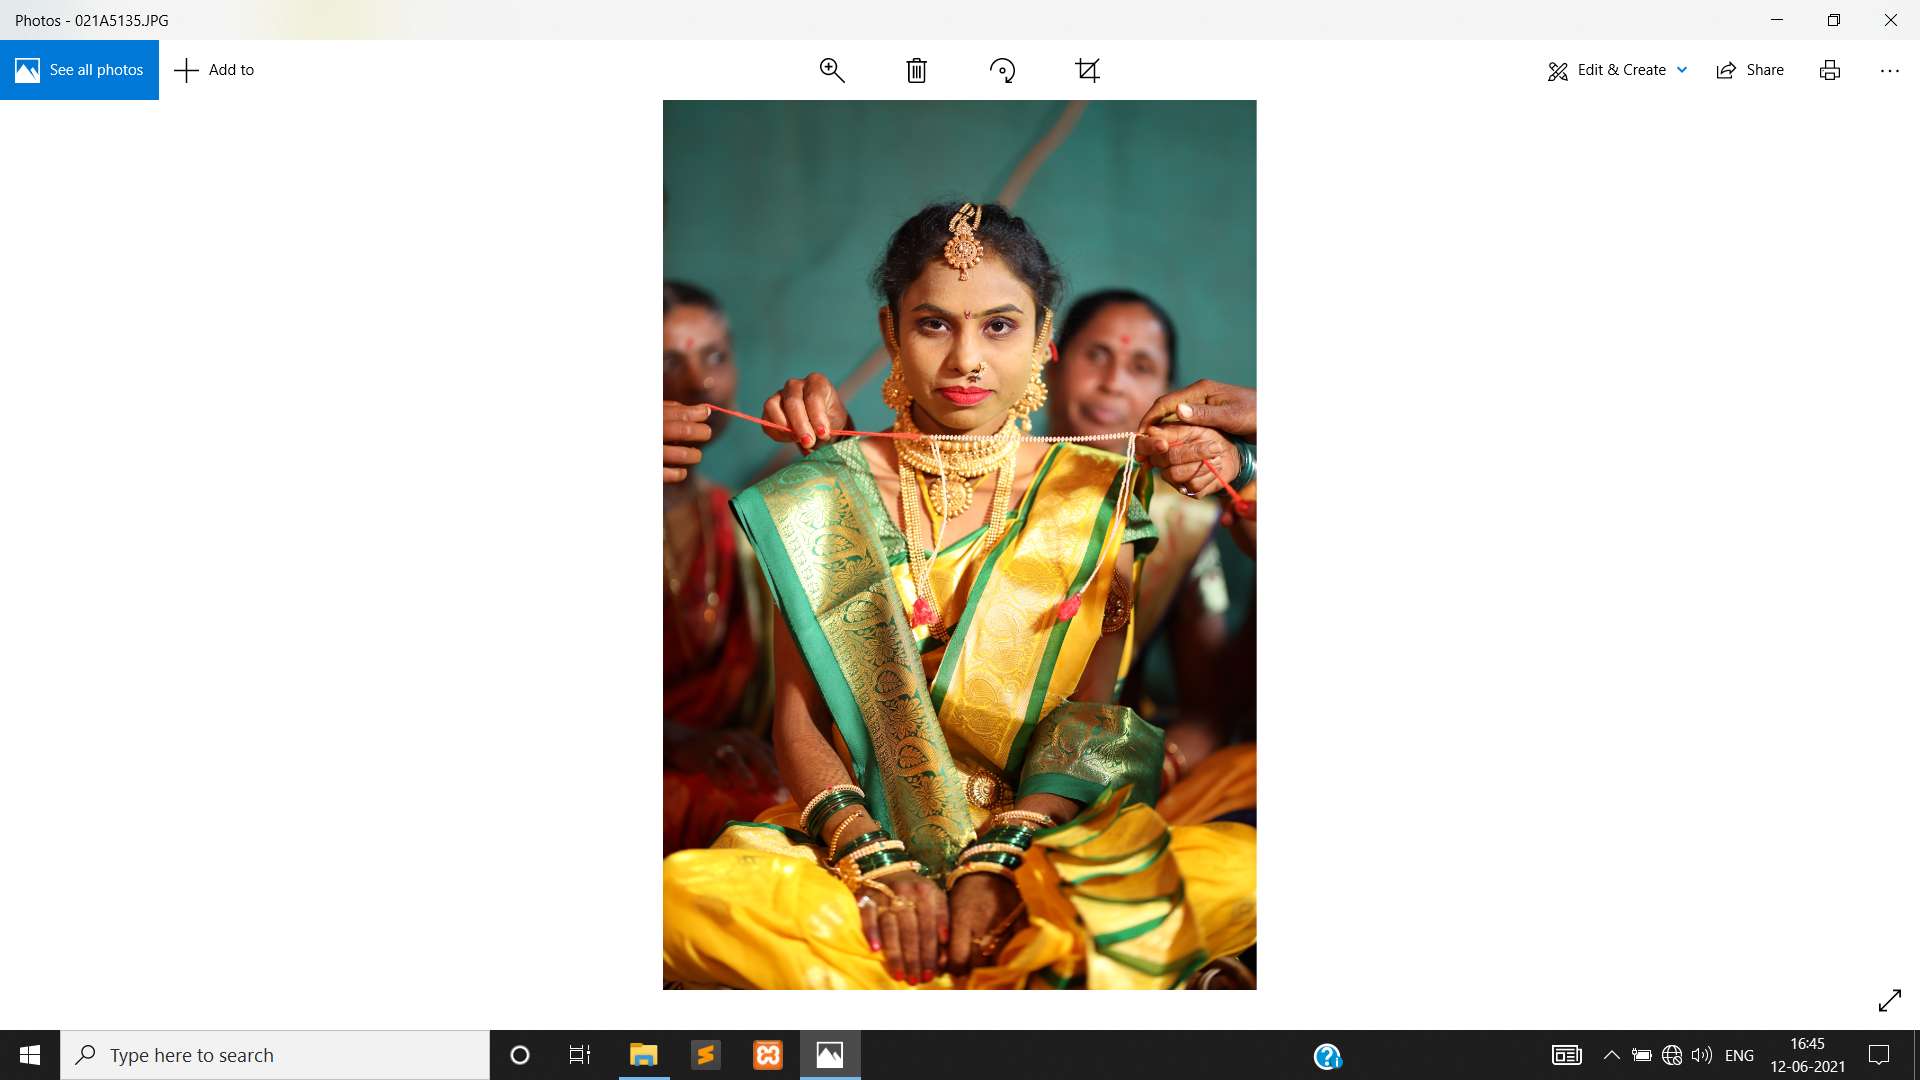 Photos - 021A5135.JPG
See all photos
Add to
Edit & Create
Share
Type here to search
ENG
16:45
12-06-2021